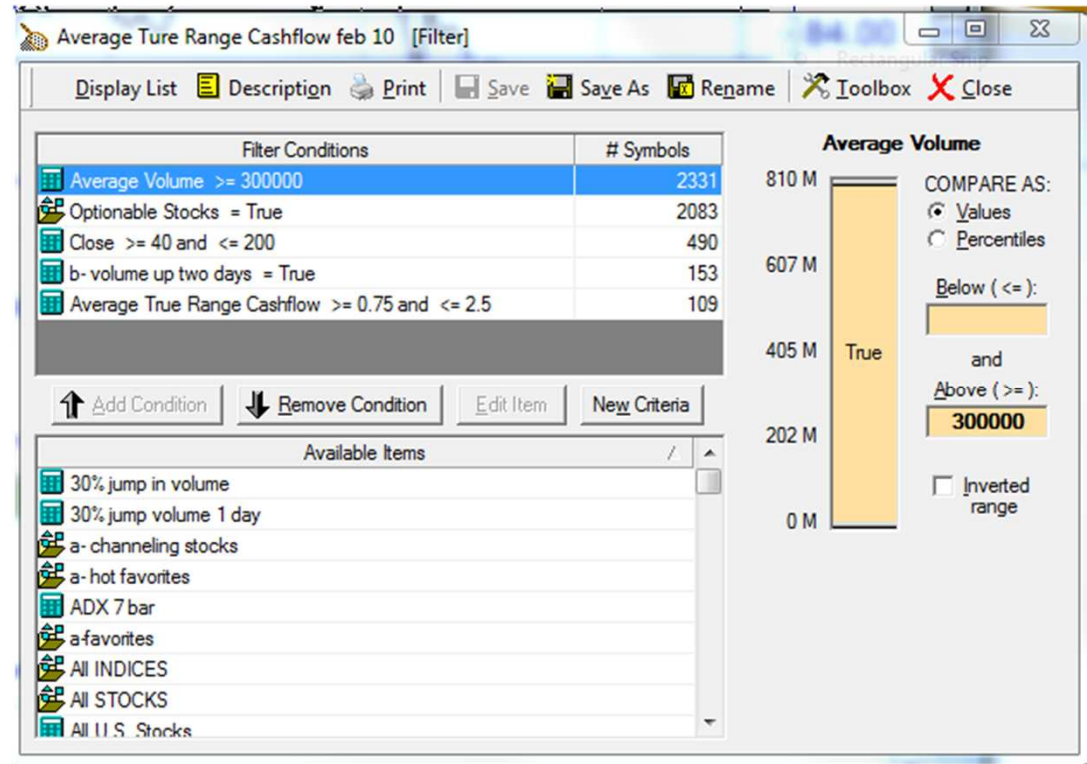 Average Ture Range Cashflow feb 10 [Filter]
84.00
Rectangular Snip
Display List Description Print Save Save As Rename Toolbox Close
Filter Conditions # Symbols
Average Volume >= 300000 2331
Optionable Stocks = True 2083
Close >= 40 and <= 200 490
b- volume up two days = True 153
Average True Range Cashflow >= 0.75 and <= 2.5 109
Add Condition Remove Condition Edit Item New Criteria
Available Items
30% jump in volume
30% jump volume 1 day
a- channeling stocks
a- hot favorites
ADX 7 bar
a-favorites
All INDICES
All STOCKS
All U.S. Stocks
Average Volume
810 M
607 M
405 M
202 M
0 M
True
COMPARE AS:
Values
Percentiles
Below ( <= ):
and
Above ( >= ):
300000
Inverted
range